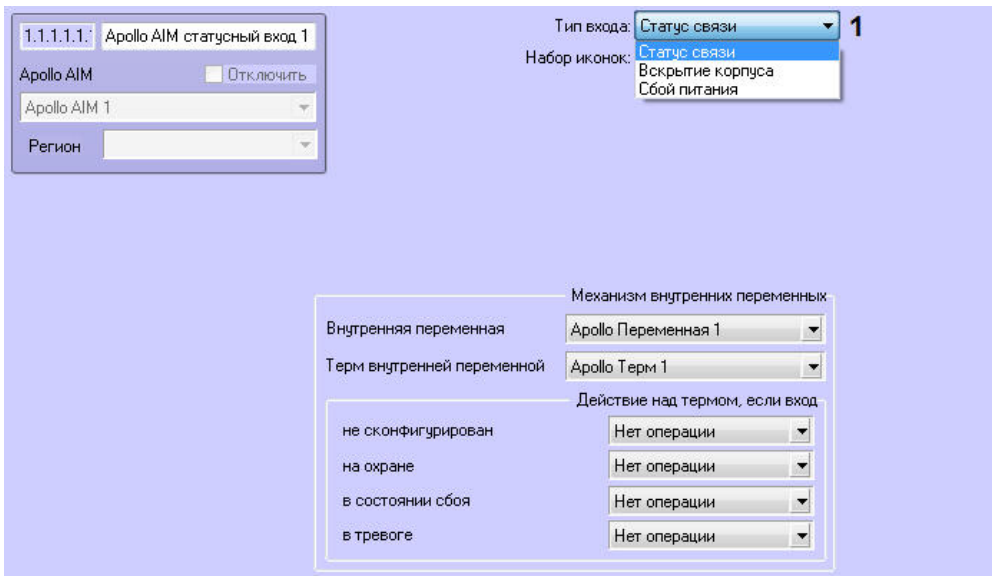 1.1.1.1.1.
Apollo AIM статусный вход 1
Apollo AIM
Отключить
Apollo AIM 1
Регион
Тип входа:
Статус связи
1
Набор иконок:
Статус связи
Вскрытие корпуса
Сбой питания
Механизм внутренних переменных
Внутренняя переменная
Apollo Переменная 1
Терм внутренней переменной
Apollo Терм 1
Действие над термом, если вход
не сконфигурирован
Нет операции
на охране
Нет операции
в состоянии сбоя
Нет операции
в тревоге
Нет операции